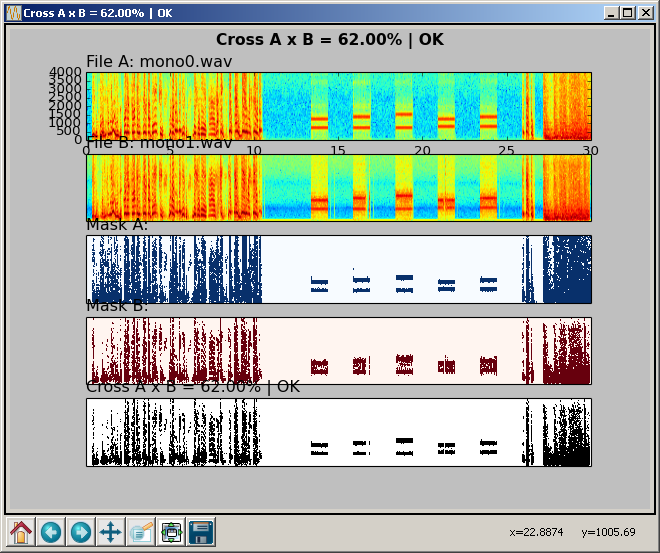 Cross A x B = 62.00% | OK
Cross A x B = 62.00% | OK
File A: mono0.wav
4000
3500
3000
2500
2000
1500
1000
500
0
0 5 10 15 20 25 30
File B: mono1.wav
Mask A:
Mask B:
Cross A x B = 62.00% | OK
x=22.8874 y=1005.69